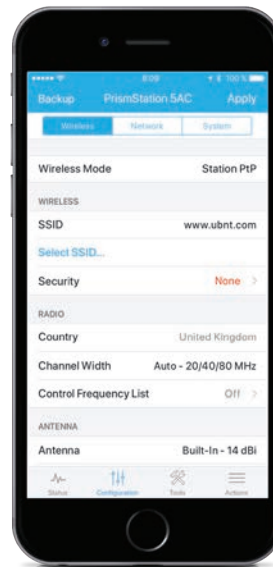 6:09 100%
Backup PrismStation 5AC Apply
Wireless Network System
Wireless Mode Station PtP
WIRELESS
SSID www.ubnt.com
Select SSID...
Security None
RADIO
Country United Kingdom
Channel Width Auto - 20/40/80 MHz
Control Frequency List Off
ANTENNA
Antenna Built-In - 14 dBi
Status Configuration Tools Actions